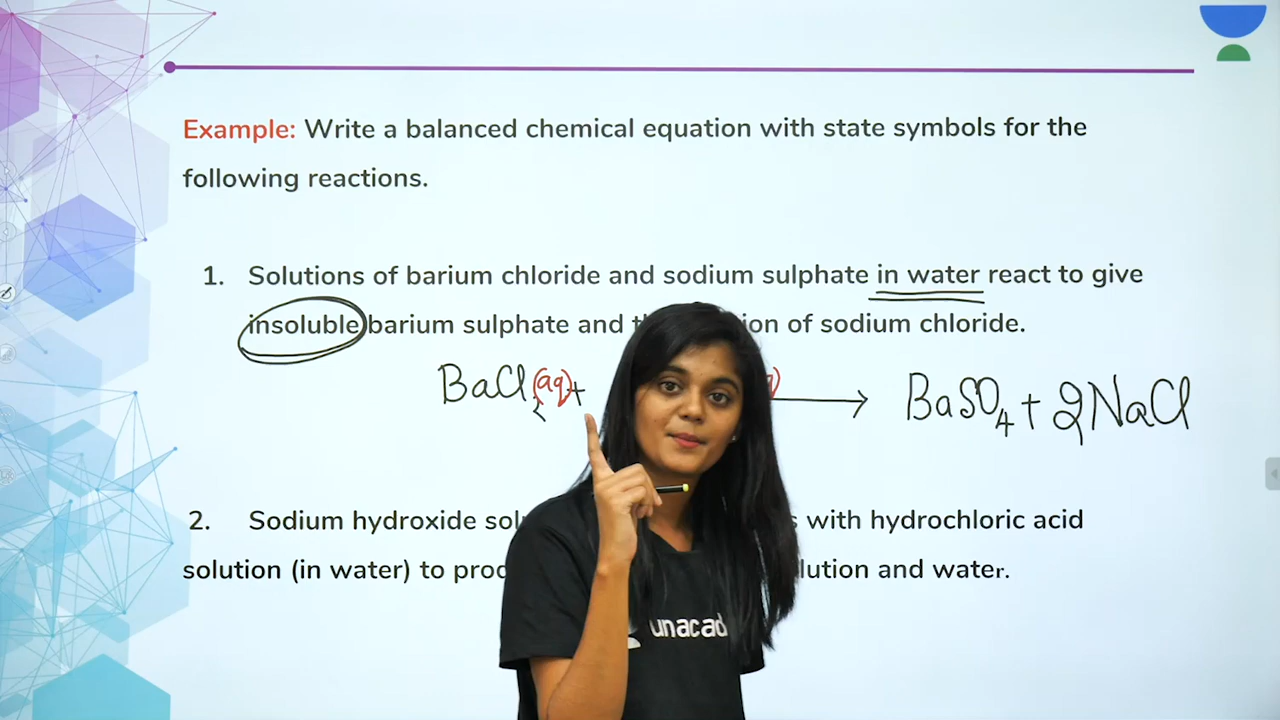 Example: Write a balanced chemical equation with state symbols for the
following reactions.
1. Solutions of barium chloride and sodium sulphate in water react to give
insoluble barium sulphate and ion of sodium chloride.
BaCl₂(aq)+ q) → BaSO₄ + 2NaCl
2. Sodium hydroxide sol s with hydrochloric acid
solution (in water) to prod lution and water.
unacad